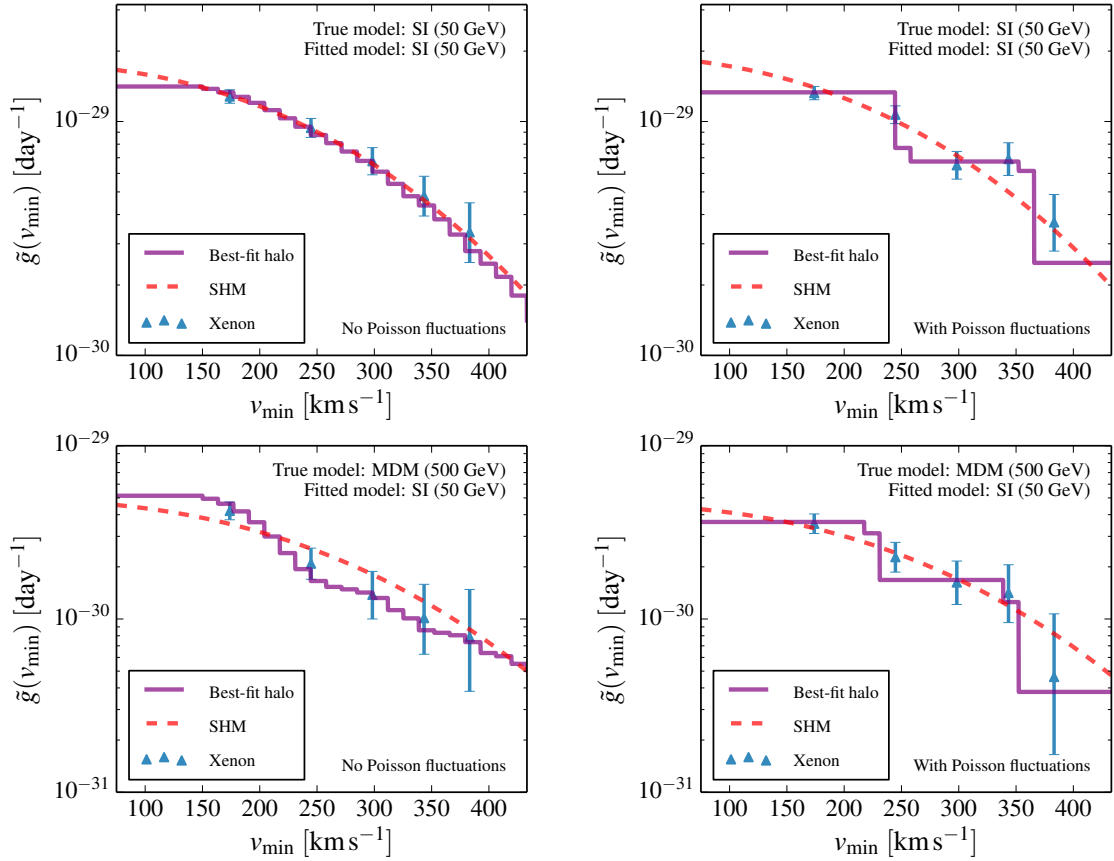 True model: SI (50 GeV)
Fitted model: SI (50 GeV)
10⁻²⁹
g̃(v_min) [day⁻¹]
Best-fit halo
SHM
Xenon
No Poisson fluctuations
10⁻³⁰
100 150 200 250 300 350 400
v_min [km s⁻¹]
True model: SI (50 GeV)
Fitted model: SI (50 GeV)
10⁻²⁹
g̃(v_min) [day⁻¹]
Best-fit halo
SHM
Xenon
With Poisson fluctuations
10⁻³⁰
100 150 200 250 300 350 400
v_min [km s⁻¹]
10⁻²⁹
True model: MDM (500 GeV)
Fitted model: SI (50 GeV)
g̃(v_min) [day⁻¹]
10⁻³⁰
Best-fit halo
SHM
Xenon
No Poisson fluctuations
10⁻³¹
100 150 200 250 300 350 400
v_min [km s⁻¹]
10⁻²⁹
True model: MDM (500 GeV)
Fitted model: SI (50 GeV)
g̃(v_min) [day⁻¹]
10⁻³⁰
Best-fit halo
SHM
Xenon
With Poisson fluctuations
10⁻³¹
100 150 200 250 300 350 400
v_min [km s⁻¹]